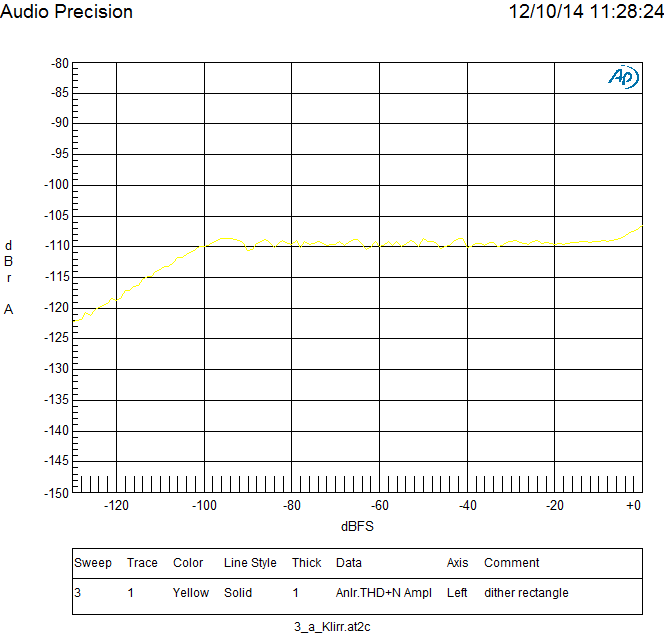 Audio Precision 12/10/14 11:28:24
-80
AP
-85
-90
-95
-100
-105
-110
-115
-120
-125
-130
-135
-140
-145
-150
d
B
r
A
-120 -100 -80 -60 -40 -20 +0
dBFS
Sweep Trace Color Line Style Thick Data Axis Comment
3 1 Yellow Solid 1 Anlr.THD+N Ampl Left dither rectangle
3_a_Klirr.at2c